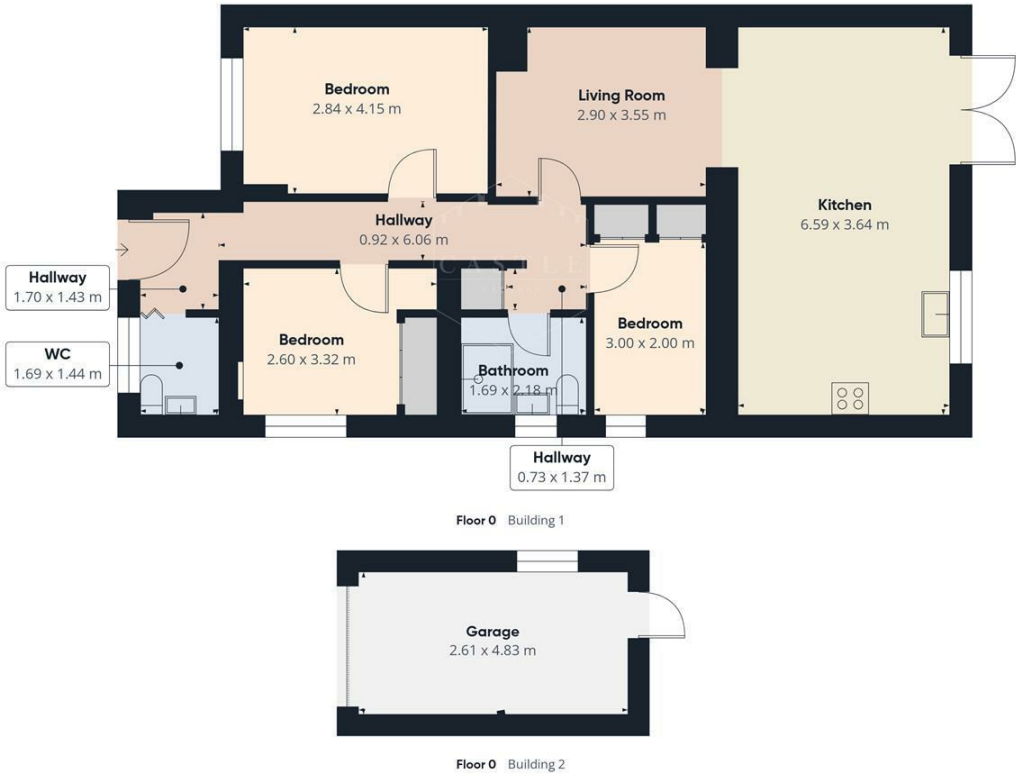 Bedroom
2.84 x 4.15 m
Living Room
2.90 x 3.55 m
Kitchen
6.59 x 3.64 m
Hallway
0.92 x 6.06 m
CASTLE
Hallway
1.70 x 1.43 m
WC
1.69 x 1.44 m
Bedroom
2.60 x 3.32 m
Bathroom
1.69 x 2.18 m
Bedroom
3.00 x 2.00 m
Hallway
0.73 x 1.37 m
Floor 0 Building 1
Garage
2.61 x 4.83 m
Floor 0 Building 2